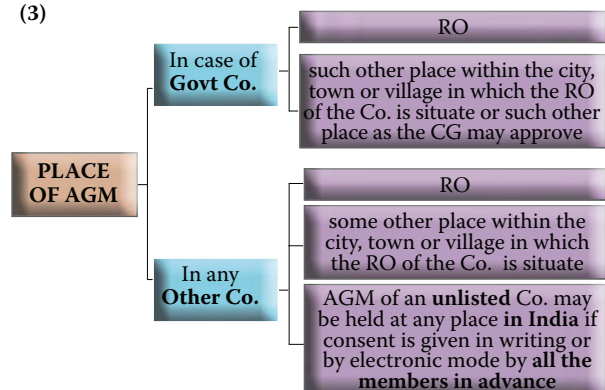 (3)
PLACE
OF AGM
In case of
Govt Co.
RO
such other place within the city,
town or village in which the RO
of the Co. is situate or such other
place as the CG may approve
In any
Other Co.
RO
some other place within the
city, town or village in which
the RO of the Co. is situate
AGM of an unlisted Co. may
be held at any place in India if
consent is given in writing or
by electronic mode by all the
members in advance